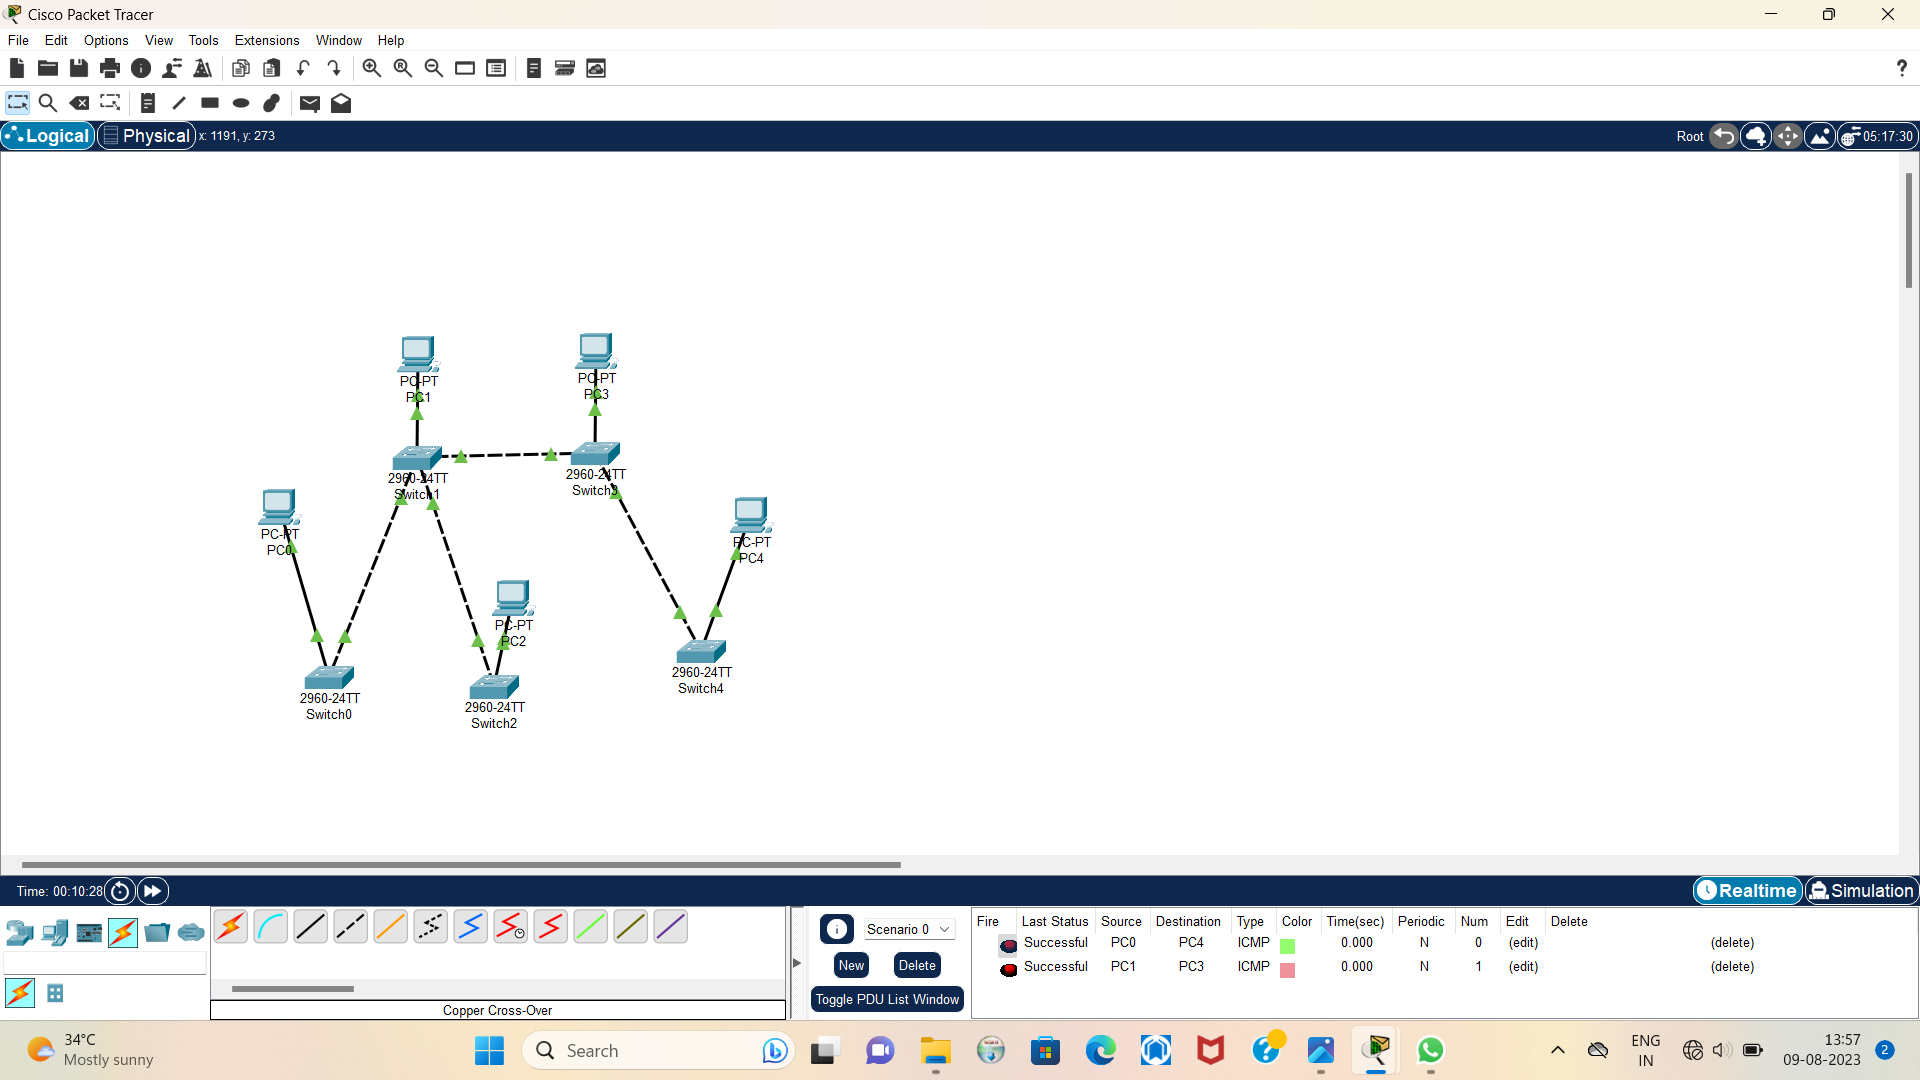 Cisco Packet Tracer
File Edit Options View Tools Extensions Window Help
Logical Physical x: 1191, y: 273 Root 05:17:30
PC-PT
PC1
PC-PT
PC3
2960-24TT
Switch1
2960-24TT
Switch3
PC-PT
PC0
PC-PT
PC4
PC-PT
PC2
2960-24TT
Switch0
2960-24TT
Switch2
2960-24TT
Switch4
Time: 00:10:28 Realtime Simulation
Scenario 0
New Delete
Toggle PDU List Window
Fire Last Status Source Destination Type Color Time(sec) Periodic Num Edit Delete
Successful PC0 PC4 ICMP 0.000 N 0 (edit) (delete)
Successful PC1 PC3 ICMP 0.000 N 1 (edit) (delete)
Copper Cross-Over
34°C
Mostly sunny
Search
ENG
IN
13:57
09-08-2023
2